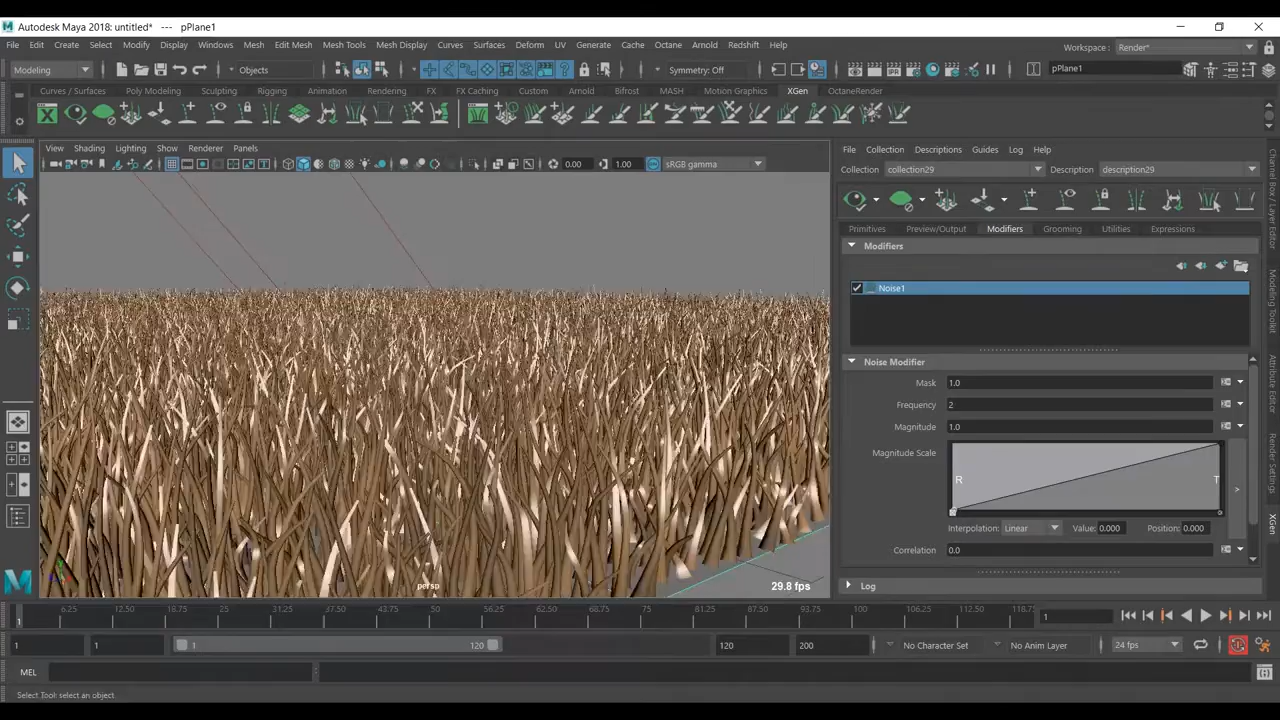 Autodesk Maya 2018: untitled* --- pPlane1
File Edit Create Select Modify Display Windows Mesh Edit Mesh Mesh Tools Mesh Display Curves Surfaces Deform UV Generate Cache Octane Arnold Redshift Help
Workspace : Render*
Modeling Objects Symmetry: Off pPlane1
Curves / Surfaces Poly Modeling Sculpting Rigging Animation Rendering FX FX Caching Custom Arnold Bifrost MASH Motion Graphics XGen OctaneRender
View Shading Lighting Show Renderer Panels
0.00 1.00 sRGB gamma
File Collection Descriptions Guides Log Help
Collection collection29 Description description29
Primitives Preview/Output Modifiers Grooming Utilities Expressions
Modifiers
Noise1
Noise Modifier
Mask 1.0
Frequency 2
Magnitude 1.0
Magnitude Scale
R T
Interpolation: Linear Value: 0.000 Position: 0.000
Correlation 0.0
Log
persp
29.8 fps
Channel Box / Layer Editor
Modeling Toolkit
Attribute Editor
Render Settings
XGen
1 6.25 12.50 18.75 25 31.25 37.50 43.75 50 56.25 62.50 68.75 75 81.25 87.50 93.75 100 106.25 112.50 118.75 1
1 1 1 120 120 200 No Character Set No Anim Layer 24 fps
MEL
Select Tool: select an object.